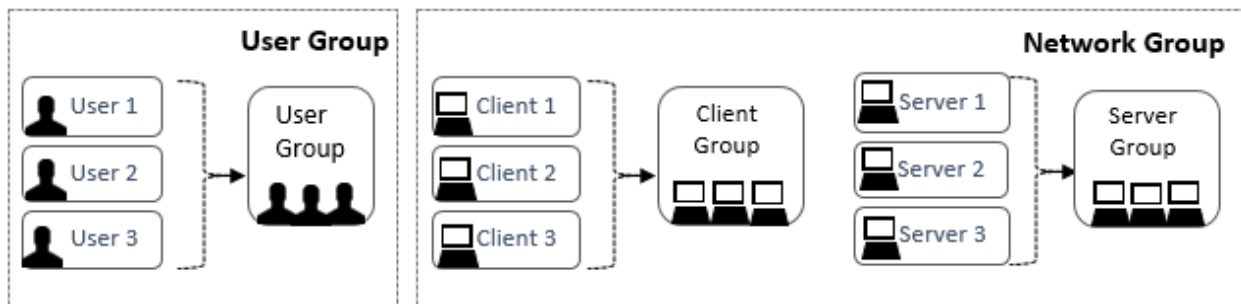 User Group
User 1
User 2
User 3
User
Group
Network Group
Client 1
Client 2
Client 3
Client
Group
Server 1
Server 2
Server 3
Server
Group